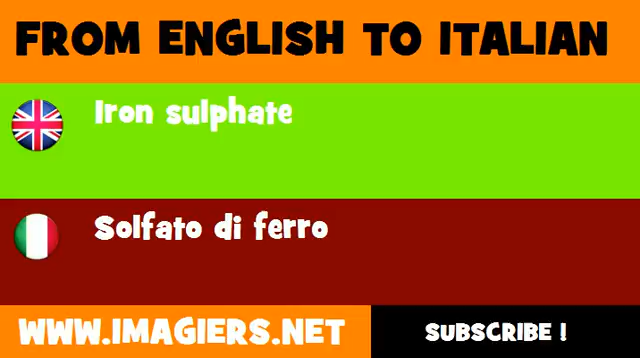 FROM ENGLISH TO ITALIAN
Iron sulphate
Solfato di ferro
WWW.IMAGIERS.NET
SUBSCRIBE !